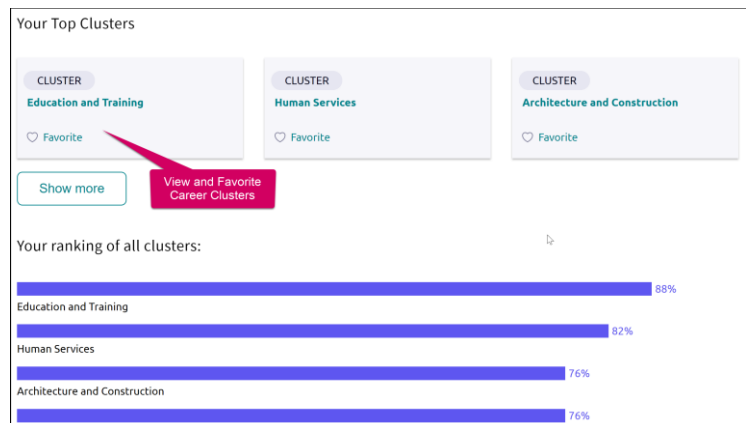 Your Top Clusters
CLUSTER
Education and Training
Favorite
CLUSTER
Human Services
Favorite
CLUSTER
Architecture and Construction
Favorite
Show more
View and Favorite
Career Clusters
Your ranking of all clusters:
88%
Education and Training
82%
Human Services
76%
Architecture and Construction
76%